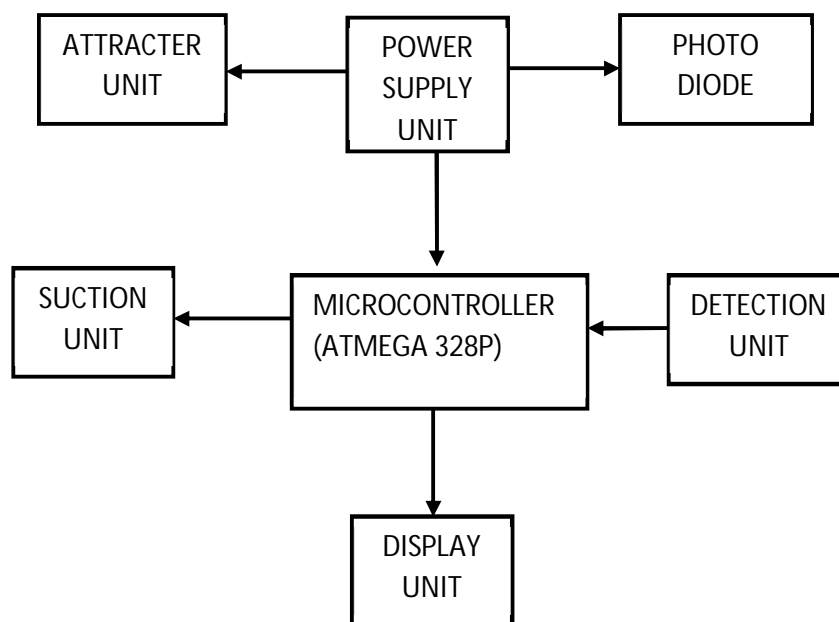 ATTRACTER
UNIT
POWER
SUPPLY
UNIT
PHOTO
DIODE
SUCTION
UNIT
MICROCONTROLLER
(ATMEGA 328P)
DETECTION
UNIT
DISPLAY
UNIT